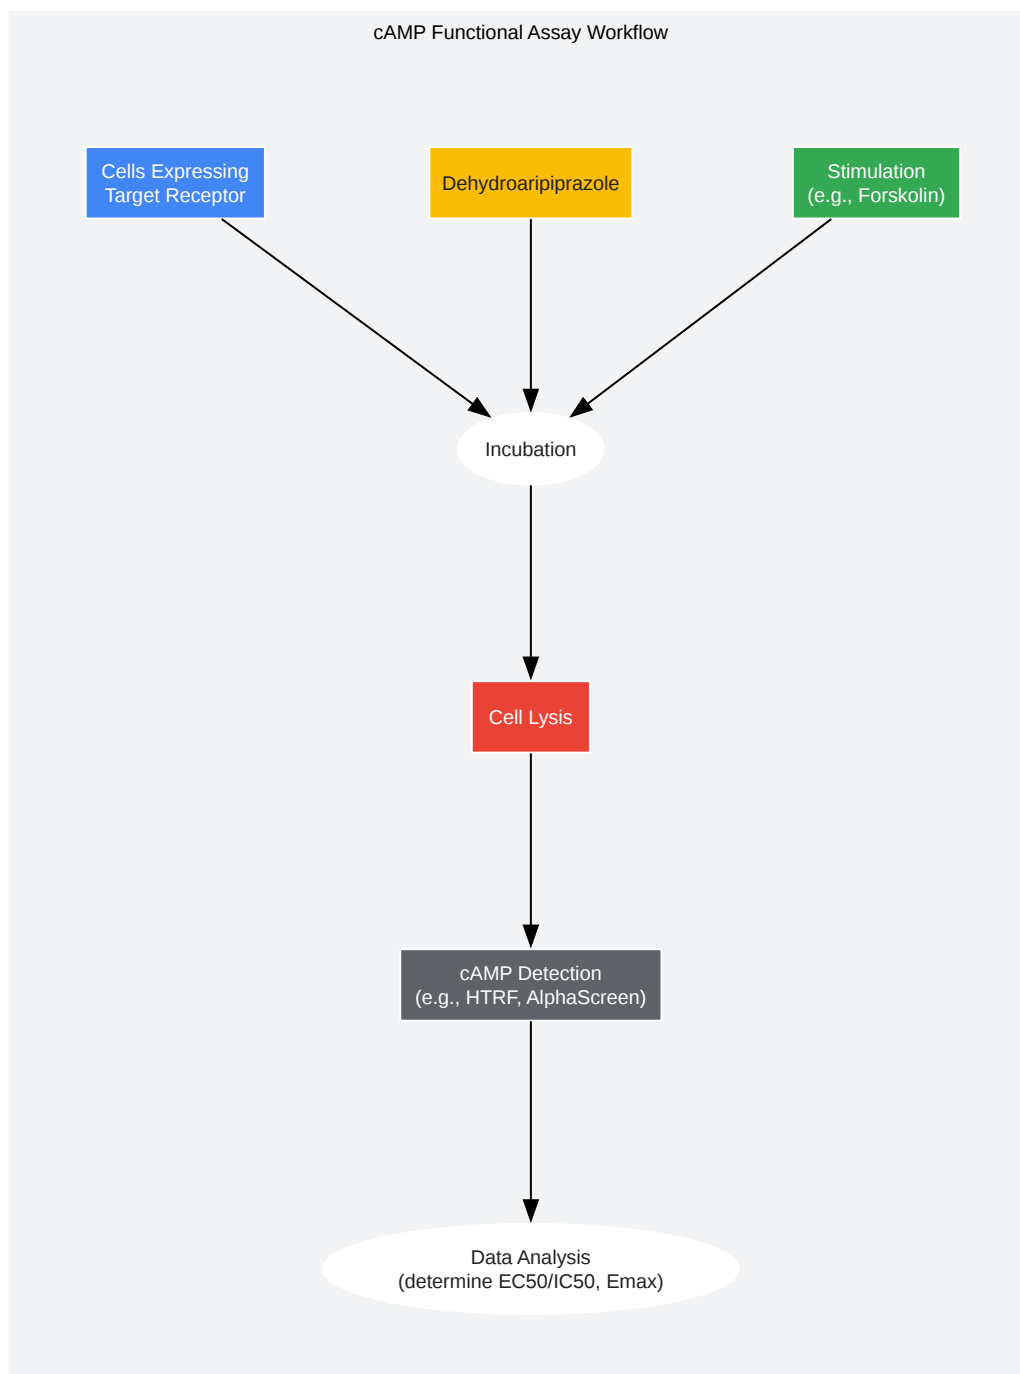 cAMP Functional Assay Workflow
Cells Expressing
Target Receptor
Dehydroaripiprazole
Stimulation
(e.g., Forskolin)
Incubation
Cell Lysis
cAMP Detection
(e.g., HTRF, AlphaScreen)
Data Analysis
(determine EC50/IC50, Emax)